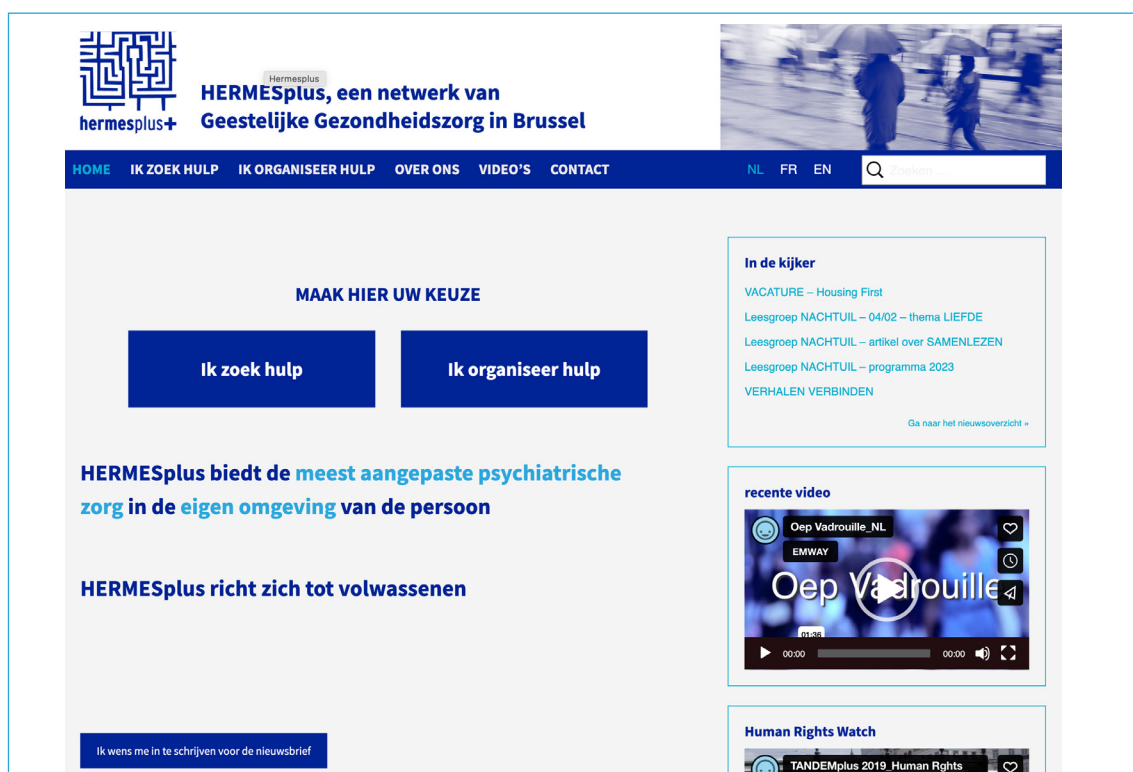 hermesplus+
Hermesplus
HERMESplus, een netwerk van
Geestelijke Gezondheidszorg in Brussel
HOME IK ZOEK HULP IK ORGANISEER HULP OVER ONS VIDEO'S CONTACT NL FR EN Zoeken ...
MAAK HIER UW KEUZE
Ik zoek hulp
Ik organiseer hulp
HERMESplus biedt de meest aangepaste psychiatrische
zorg in de eigen omgeving van de persoon
HERMESplus richt zich tot volwassenen
Ik wens me in te schrijven voor de nieuwsbrief
In de kijker
VACATURE – Housing First
Leesgroep NACHTUIL – 04/02 – thema LIEFDE
Leesgroep NACHTUIL – artikel over SAMENLEZEN
Leesgroep NACHTUIL – programma 2023
VERHALEN VERBINDEN
Ga naar het nieuwsoverzicht »
recente video
Oep Vadrouille_NL
EMWAY
Oep Vadrouille
01:36
00:00 00:00
Human Rights Watch
TANDEMplus 2019_Human Rghts